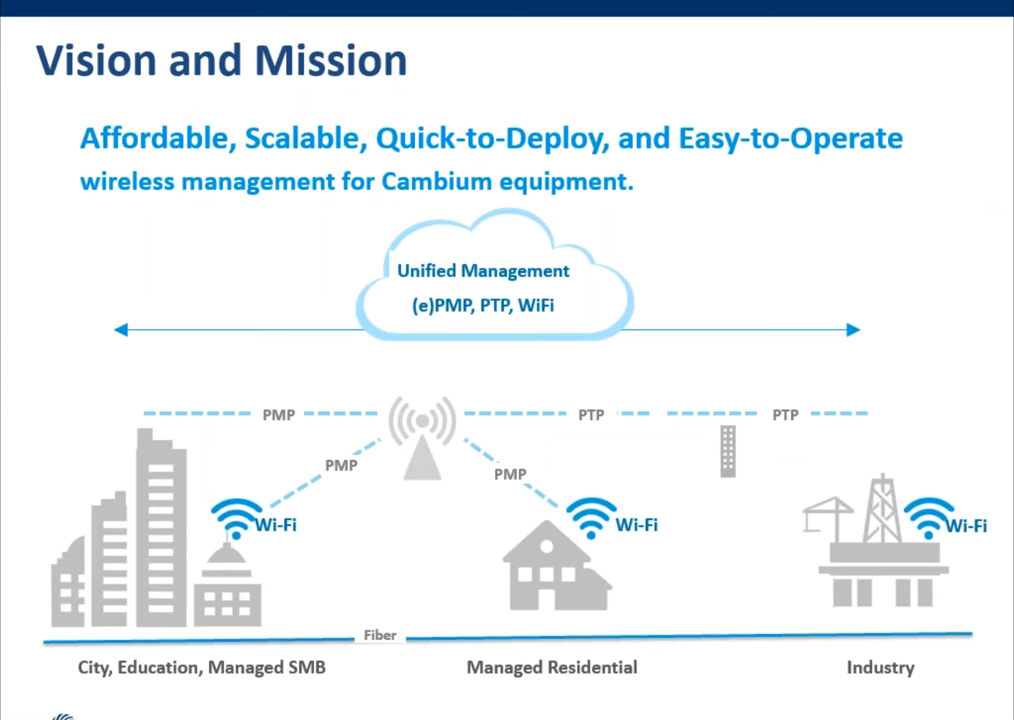 Vision and Mission
Affordable, Scalable, Quick-to-Deploy, and Easy-to-Operate
wireless management for Cambium equipment.
Unified Management
(e)PMP, PTP, WiFi
PMP
PTP
PTP
PMP
PMP
Wi-Fi
Wi-Fi
Wi-Fi
Fiber
City, Education, Managed SMB
Managed Residential
Industry